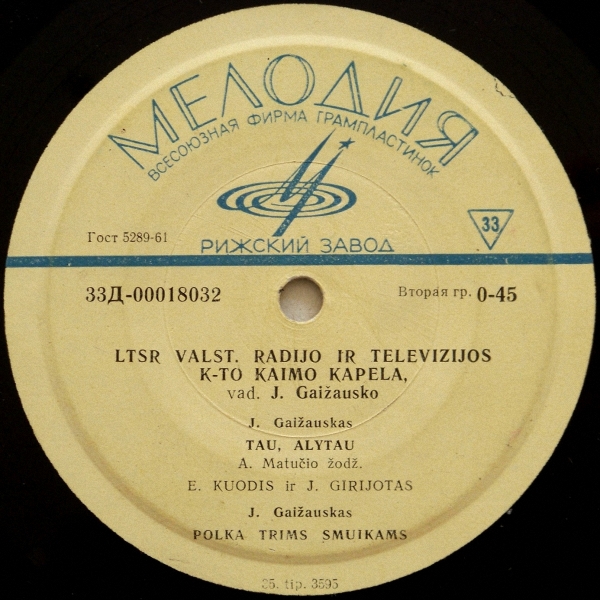 МЕЛОДИЯ
ВСЕСОЮЗНАЯ ФИРМА ГРАМПЛАСТИНОК
Гост 5289-61
33
РИЖСКИЙ ЗАВОД
33Д-00018032
Вторая гр. 0-45
LTSR VALST. RADIJO IR TELEVIZIJOS
K-TO KAIMO KAPELA,
vad. J. Gaižausko
J. Gaižauskas
TAU, ALYTAU
A. Matučio žodž.
E. KUODIS ir J. GIRIJOTAS
J. Gaižauskas
POLKA TRIMS SMUIKAMS
25. tip. 3595